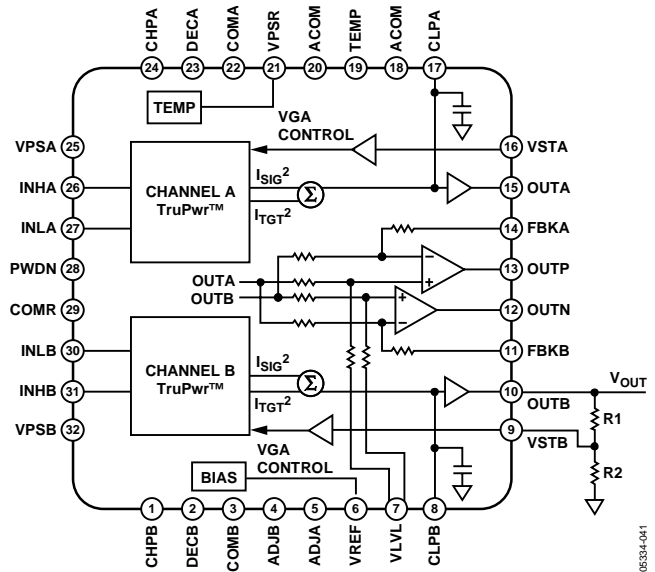 CHPA
DECA
COMA
VPSR
ACOM
TEMP
ACOM
CLPA
24
23
22
21
20
19
18
17
TEMP
VGA
CONTROL
VPSA 25
16 VSTA
INHA 26
CHANNEL A
TruPwr™
ISIG2
Σ
15 OUTA
ITGT2
INLA 27
14 FBKA
PWDN 28
OUTA
OUTB
−
+
13 OUTP
COMR 29
+
−
12 OUTN
INLB 30
11 FBKB
CHANNEL B
TruPwr™
ISIG2
Σ
VOUT
INHB 31
ITGT2
10
OUTB
R1
VPSB 32
9
VSTB
VGA
CONTROL
R2
BIAS
1
2
3
4
5
6
7
8
CHPB
DECB
COMB
ADJB
ADJA
VREF
VLVL
CLPB
05334-041